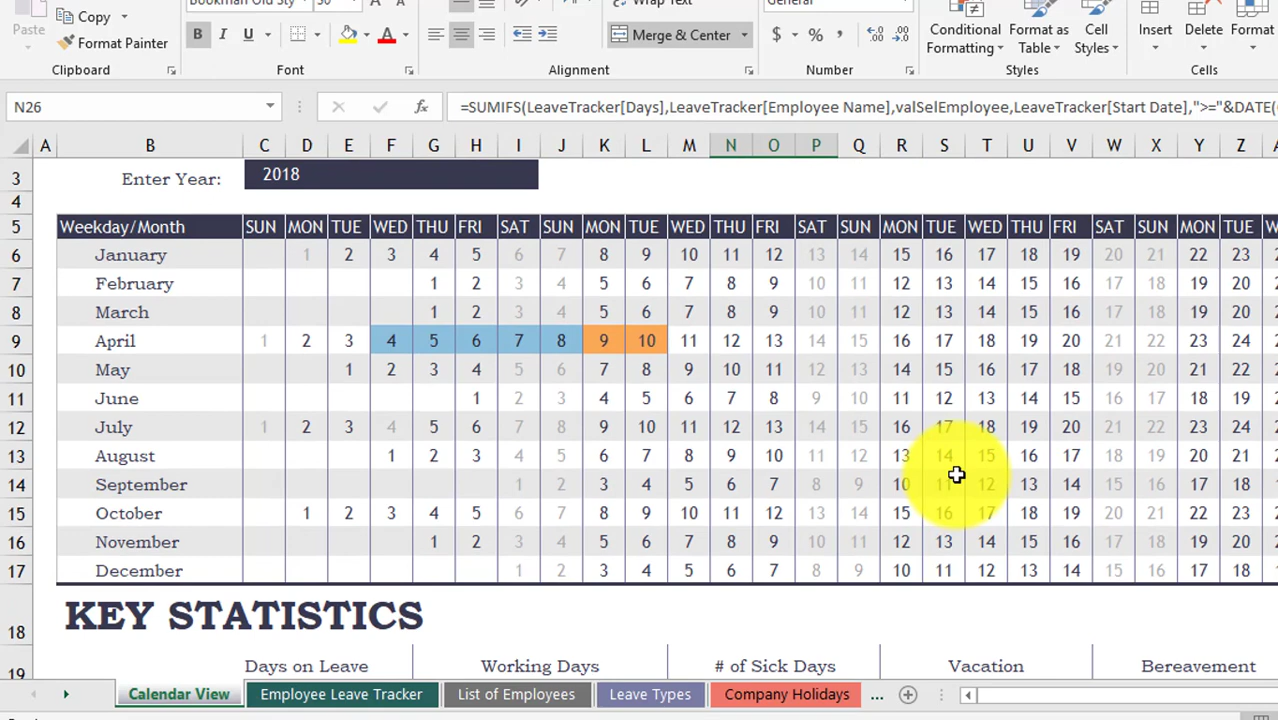 Bookman Old Sty
Wrap Text
General
Copy
Paste
B I U A $ % ,
Merge & Center
Format Painter
Conditional Formatting
Format as Table
Cell Styles
Insert Delete Format
Clipboard Font Alignment Number Styles Cells
N26 fx =SUMIFS(LeaveTracker[Days],LeaveTracker[Employee Name],valSelEmployee,LeaveTracker[Start Date],">="&DATE(
A B C D E F G H I J K L M N O P Q R S T U V W X Y Z
3 Enter Year: 2018
4
5 Weekday/Month SUN MON TUE WED THU FRI SAT SUN MON TUE WED THU FRI SAT SUN MON TUE WED THU FRI SAT SUN MON TUE
6 January 1 2 3 4 5 6 7 8 9 10 11 12 13 14 15 16 17 18 19 20 21 22 23
7 February 1 2 3 4 5 6 7 8 9 10 11 12 13 14 15 16 17 18 19 20
8 March 1 2 3 4 5 6 7 8 9 10 11 12 13 14 15 16 17 18 19 20
9 April 1 2 3 4 5 6 7 8 9 10 11 12 13 14 15 16 17 18 19 20 21 22 23 24
10 May 1 2 3 4 5 6 7 8 9 10 11 12 13 14 15 16 17 18 19 20 21 22
11 June 1 2 3 4 5 6 7 8 9 10 11 12 13 14 15 16 17 18 19
12 July 1 2 3 4 5 6 7 8 9 10 11 12 13 14 15 16 17 18 19 20 21 22 23 24
13 August 1 2 3 4 5 6 7 8 9 10 11 12 13 14 15 16 17 18 19 20 21
14 September 1 2 3 4 5 6 7 8 9 10 11 12 13 14 15 16 17 18
15 October 1 2 3 4 5 6 7 8 9 10 11 12 13 14 15 16 17 18 19 20 21 22 23
16 November 1 2 3 4 5 6 7 8 9 10 11 12 13 14 15 16 17 18 19 20
17 December 1 2 3 4 5 6 7 8 9 10 11 12 13 14 15 16 17 18
18 KEY STATISTICS
19 Days on Leave Working Days # of Sick Days Vacation Bereavement
Calendar View Employee Leave Tracker List of Employees Leave Types Company Holidays ...